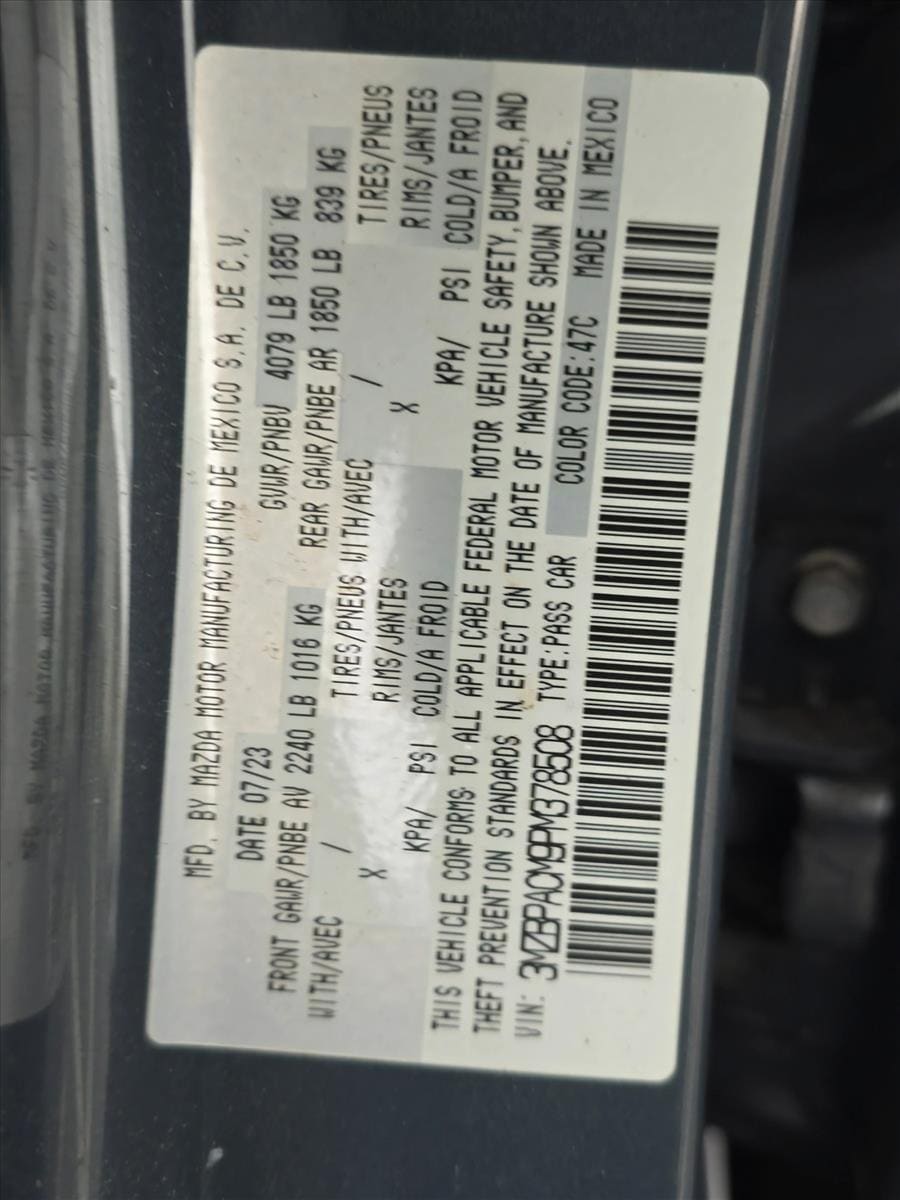 MFD. BY MAZDA MOTOR MANUFACTURING DE MEXICO S.A. DE C.V.
DATE 07/23 GVWR/PNBV 4079 LB 1850 KG
FRONT GAWR/PNBE AV 2240 LB 1016 KG REAR GAWR/PNBE AR 1850 LB 839 KG
WITH/AVEC / TIRES/PNEUS WITH/AVEC / TIRES/PNEUS
X RIMS/JANTES X RIMS/JANTES
KPA/ PSI COLD/A FROID KPA/ PSI COLD/A FROID
THIS VEHICLE CONFORMS TO ALL APPLICABLE FEDERAL MOTOR VEHICLE SAFETY, BUMPER, AND
THEFT PREVENTION STANDARDS IN EFFECT ON THE DATE OF MANUFACTURE SHOWN ABOVE.
VIN: 3MZBPACM9PM378508 TYPE:PASS CAR COLOR CODE:47C MADE IN MEXICO